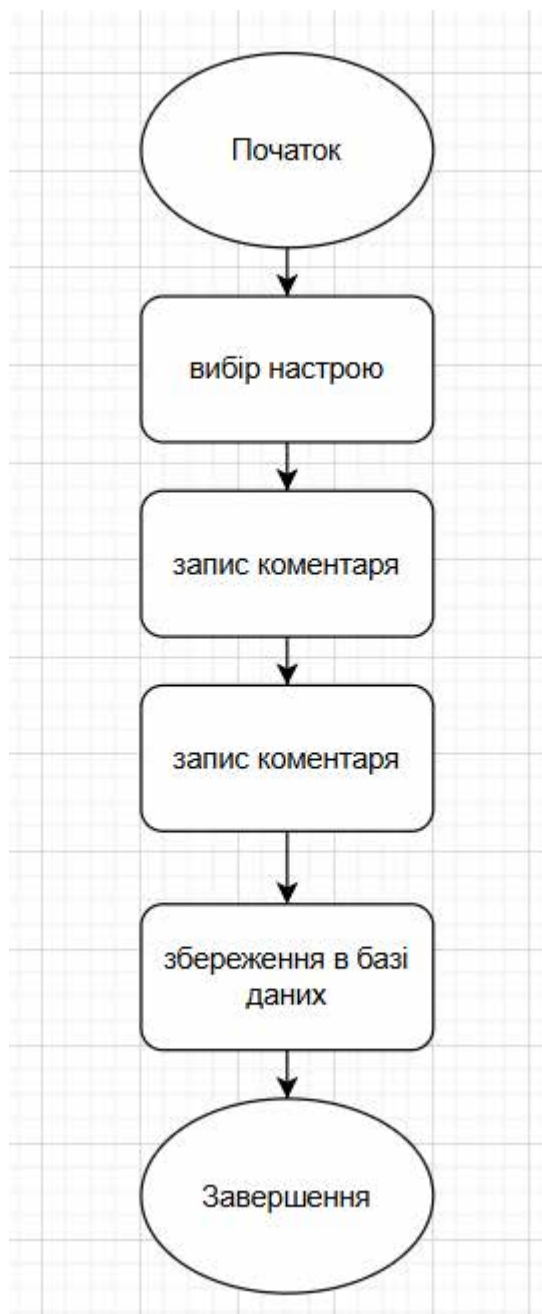 Початок
вибір настрою
запис коментаря
запис коментаря
збереження в базі
даних
Завершення